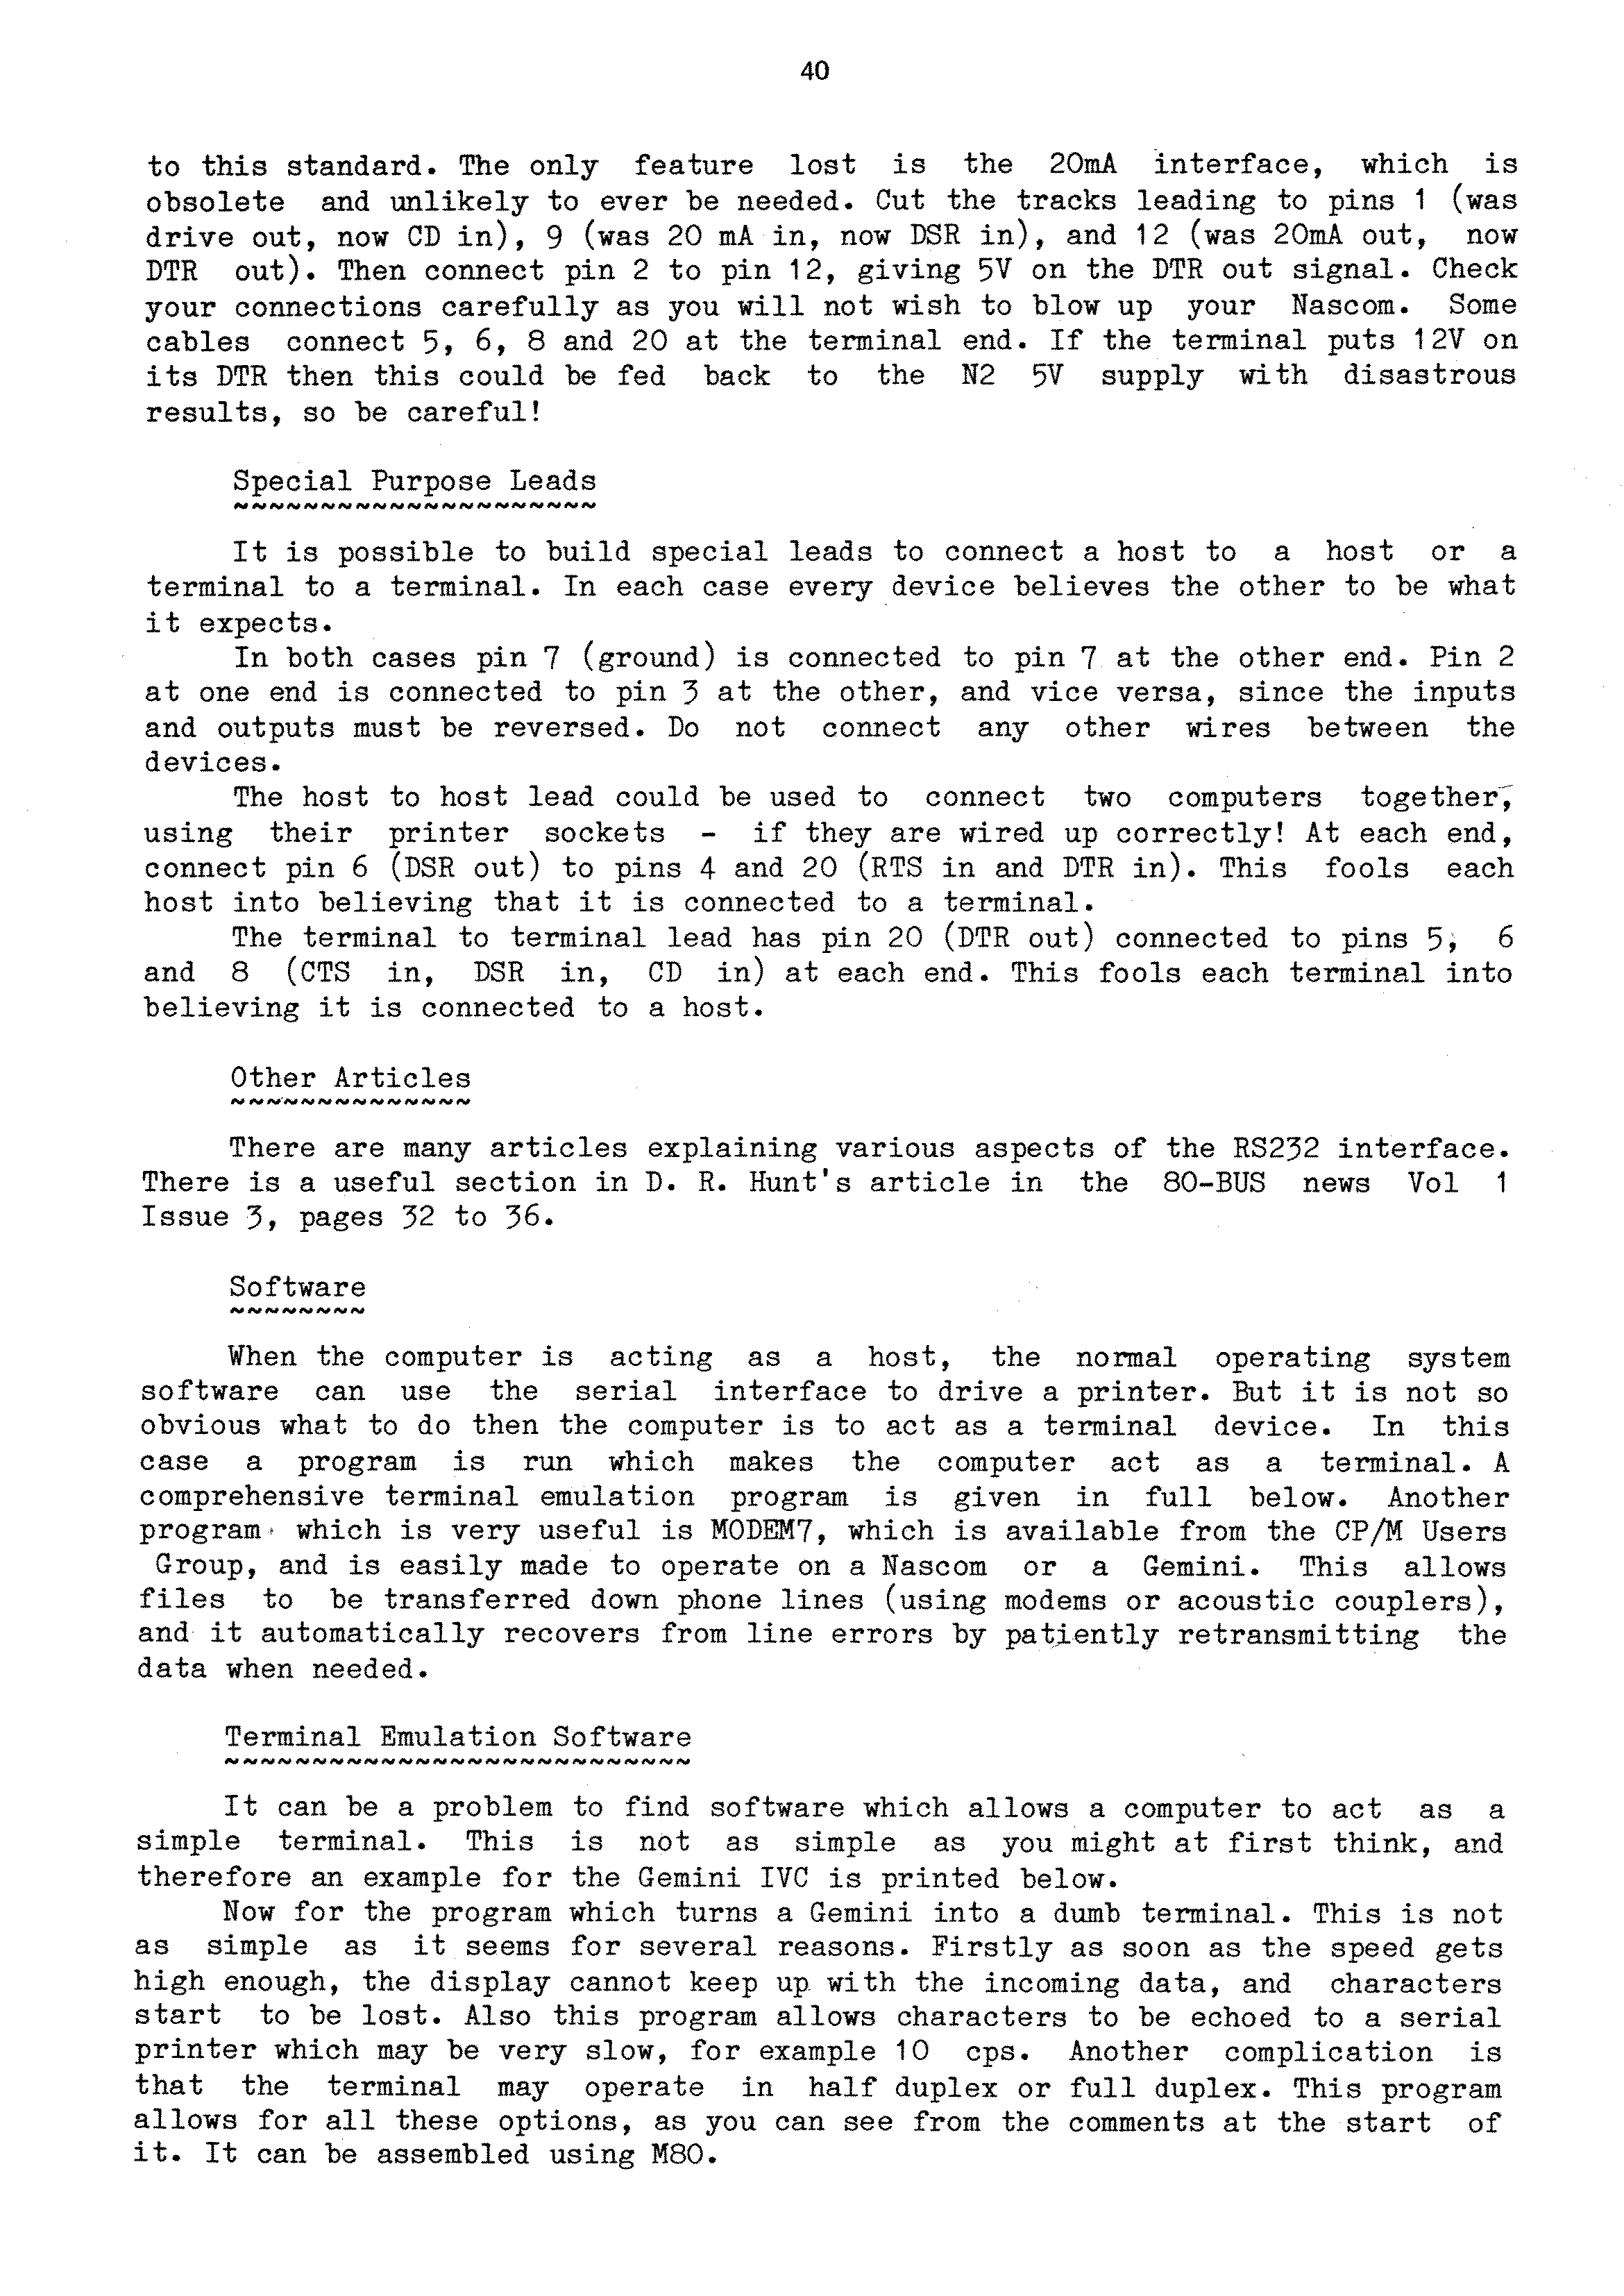 40
to this standard. The only feature lost is the 20mA interface, which is
obsolete and unlikely to ever be needed. Cut the tracks leading to pins 1 (was
drive out, now CD in), 9 (was 20 mA in, now DSR in), and 12 (was 20mA out, now
DTR out). Then connect pin 2 to pin 12, giving 5V on the DTR out signal. Check
your connections carefully as you will not wish to blow up your Nascom. Some
cables connect 5, 6, 8 and 20 at the terminal end. If the terminal puts 12V on
its DTR then this could be fed back to the N2 5V supply with disastrous
results, so be careful!
Special Purpose Leads
~~~~~~~~~~~~~~~~~~~~~
It is possible to build special leads to connect a host to a host or a
terminal to a terminal. In each case every device believes the other to be what
it expects.
In both cases pin 7 (ground) is connected to pin 7 at the other end. Pin 2
at one end is connected to pin 3 at the other, and vice versa, since the inputs
and outputs must be reversed. Do not connect any other wires between the
devices.
The host to host lead could be used to connect two computers together,
using their printer sockets - if they are wired up correctly! At each end,
connect pin 6 (DSR out) to pins 4 and 20 (RTS in and DTR in). This fools each
host into believing that it is connected to a terminal.
The terminal to terminal lead has pin 20 (DTR out) connected to pins 5, 6
and 8 (CTS in, DSR in, CD in) at each end. This fools each terminal into
believing it is connected to a host.
Other Articles
~~~~~~~~~~~~~~
There are many articles explaining various aspects of the RS232 interface.
There is a useful section in D. R. Hunt's article in the 80-BUS news Vol 1
Issue 3, pages 32 to 36.
Software
~~~~~~~~
When the computer is acting as a host, the normal operating system
software can use the serial interface to drive a printer. But it is not so
obvious what to do then the computer is to act as a terminal device. In this
case a program is run which makes the computer act as a terminal. A
comprehensive terminal emulation program is given in full below. Another
program which is very useful is MODEM7, which is available from the CP/M Users
Group, and is easily made to operate on a Nascom or a Gemini. This allows
files to be transferred down phone lines (using modems or acoustic couplers),
and it automatically recovers from line errors by patiently retransmitting the
data when needed.
Terminal Emulation Software
~~~~~~~~~~~~~~~~~~~~~~~~~~~
It can be a problem to find software which allows a computer to act as a
simple terminal. This is not as simple as you might at first think, and
therefore an example for the Gemini IVC is printed below.
Now for the program which turns a Gemini into a dumb terminal. This is not
as simple as it seems for several reasons. Firstly as soon as the speed gets
high enough, the display cannot keep up with the incoming data, and characters
start to be lost. Also this program allows characters to be echoed to a serial
printer which may be very slow, for example 10 cps. Another complication is
that the terminal may operate in half duplex or full duplex. This program
allows for all these options, as you can see from the comments at the start of
it. It can be assembled using M80.